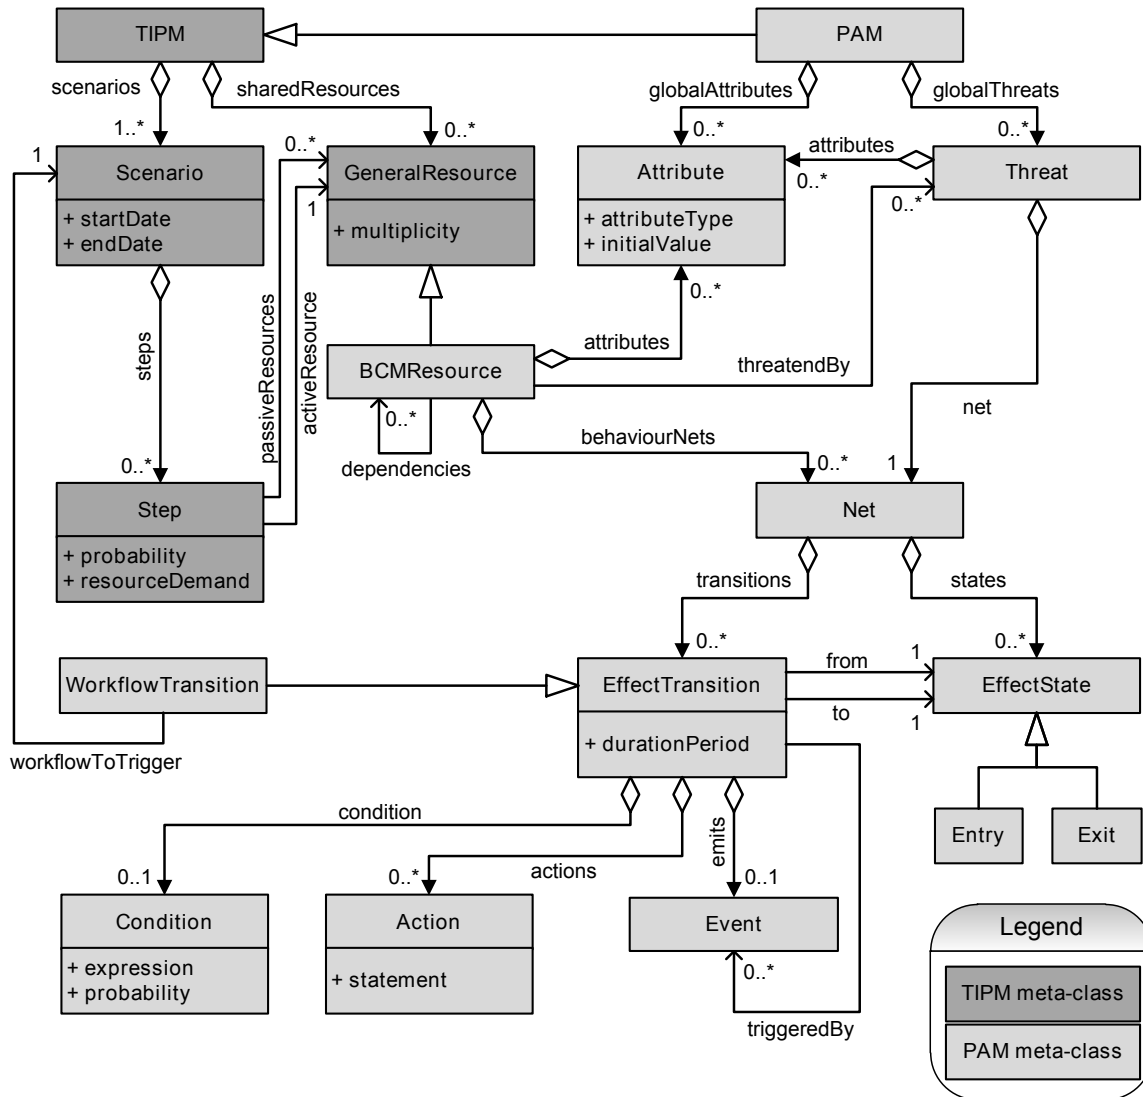 TIPM
PAM
scenarios
sharedResources
globalAttributes
globalThreats
1..*
0..*
0..*
0..*
1
0..*
attributes
Scenario
GeneralResource
Attribute
Threat
0..*
0..*
1
+ startDate
+ endDate
+ multiplicity
+ attributeType
+ initialValue
0..*
steps
passiveResources
activeResource
BCMResource
attributes
threatendBy
0..*
dependencies
net
behaviourNets
0..*
0..*
1
Step
Net
+ probability
+ resourceDemand
transitions
states
0..*
0..*
WorkflowTransition
EffectTransition
from
1
EffectState
to
1
+ durationPeriod
workflowToTrigger
condition
emits
actions
Entry
Exit
0..1
0..*
0..1
Condition
Action
Event
+ expression
+ probability
+ statement
0..*
triggeredBy
Legend
TIPM meta-class
PAM meta-class